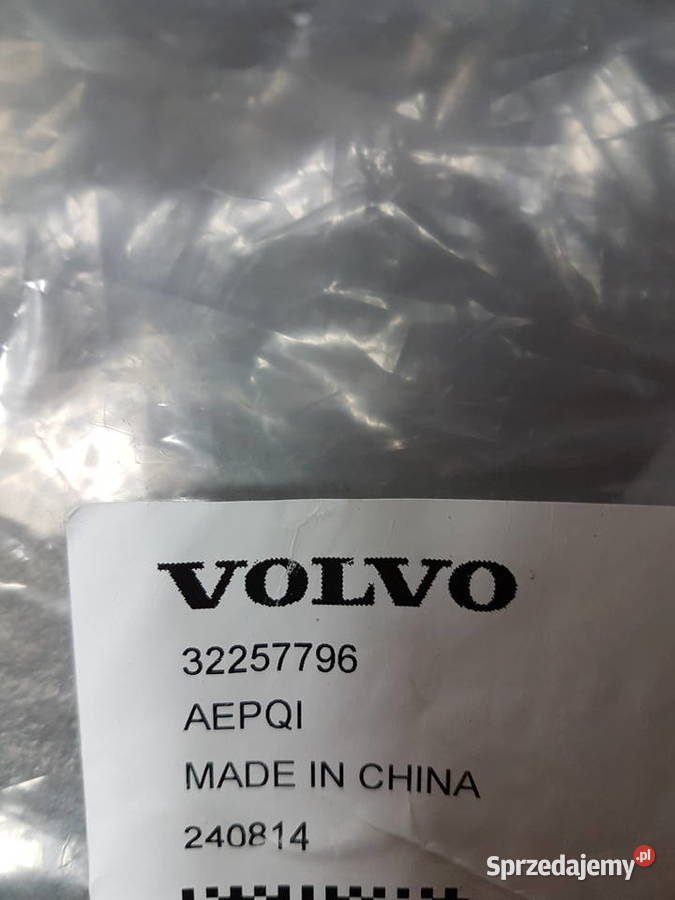 VOLVO
32257796
AEPQI
MADE IN CHINA
240814
Sprzedajemy.pl